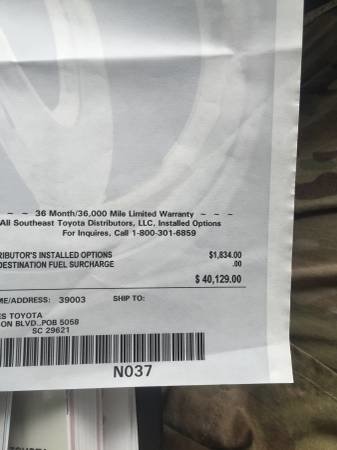 ~ ~ 36 Month/36,000 Mile Limited Warranty ~ ~ ~
All Southeast Toyota Distributors, LLC, Installed Options
For Inquires, Call 1-800-301-6859
RIBUTOR'S INSTALLED OPTIONS $1,834.00
DESTINATION FUEL SURCHARGE .00
$ 40,129.00
ME/ADDRESS: 39003 SHIP TO:
ES TOYOTA
ON BLVD.,POB 5058
SC 29621
N037